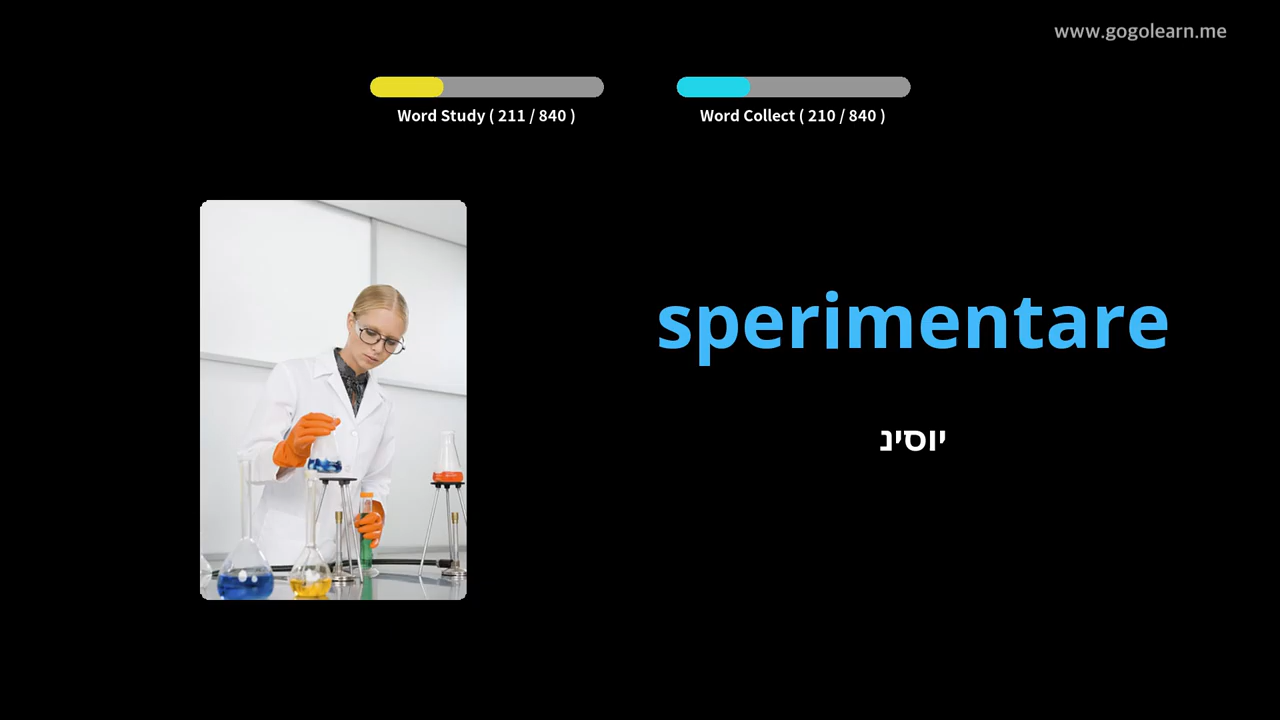 www.gogolearn.me
Word Study ( 211 / 840 )
Word Collect ( 210 / 840 )
sperimentare
יוסינ